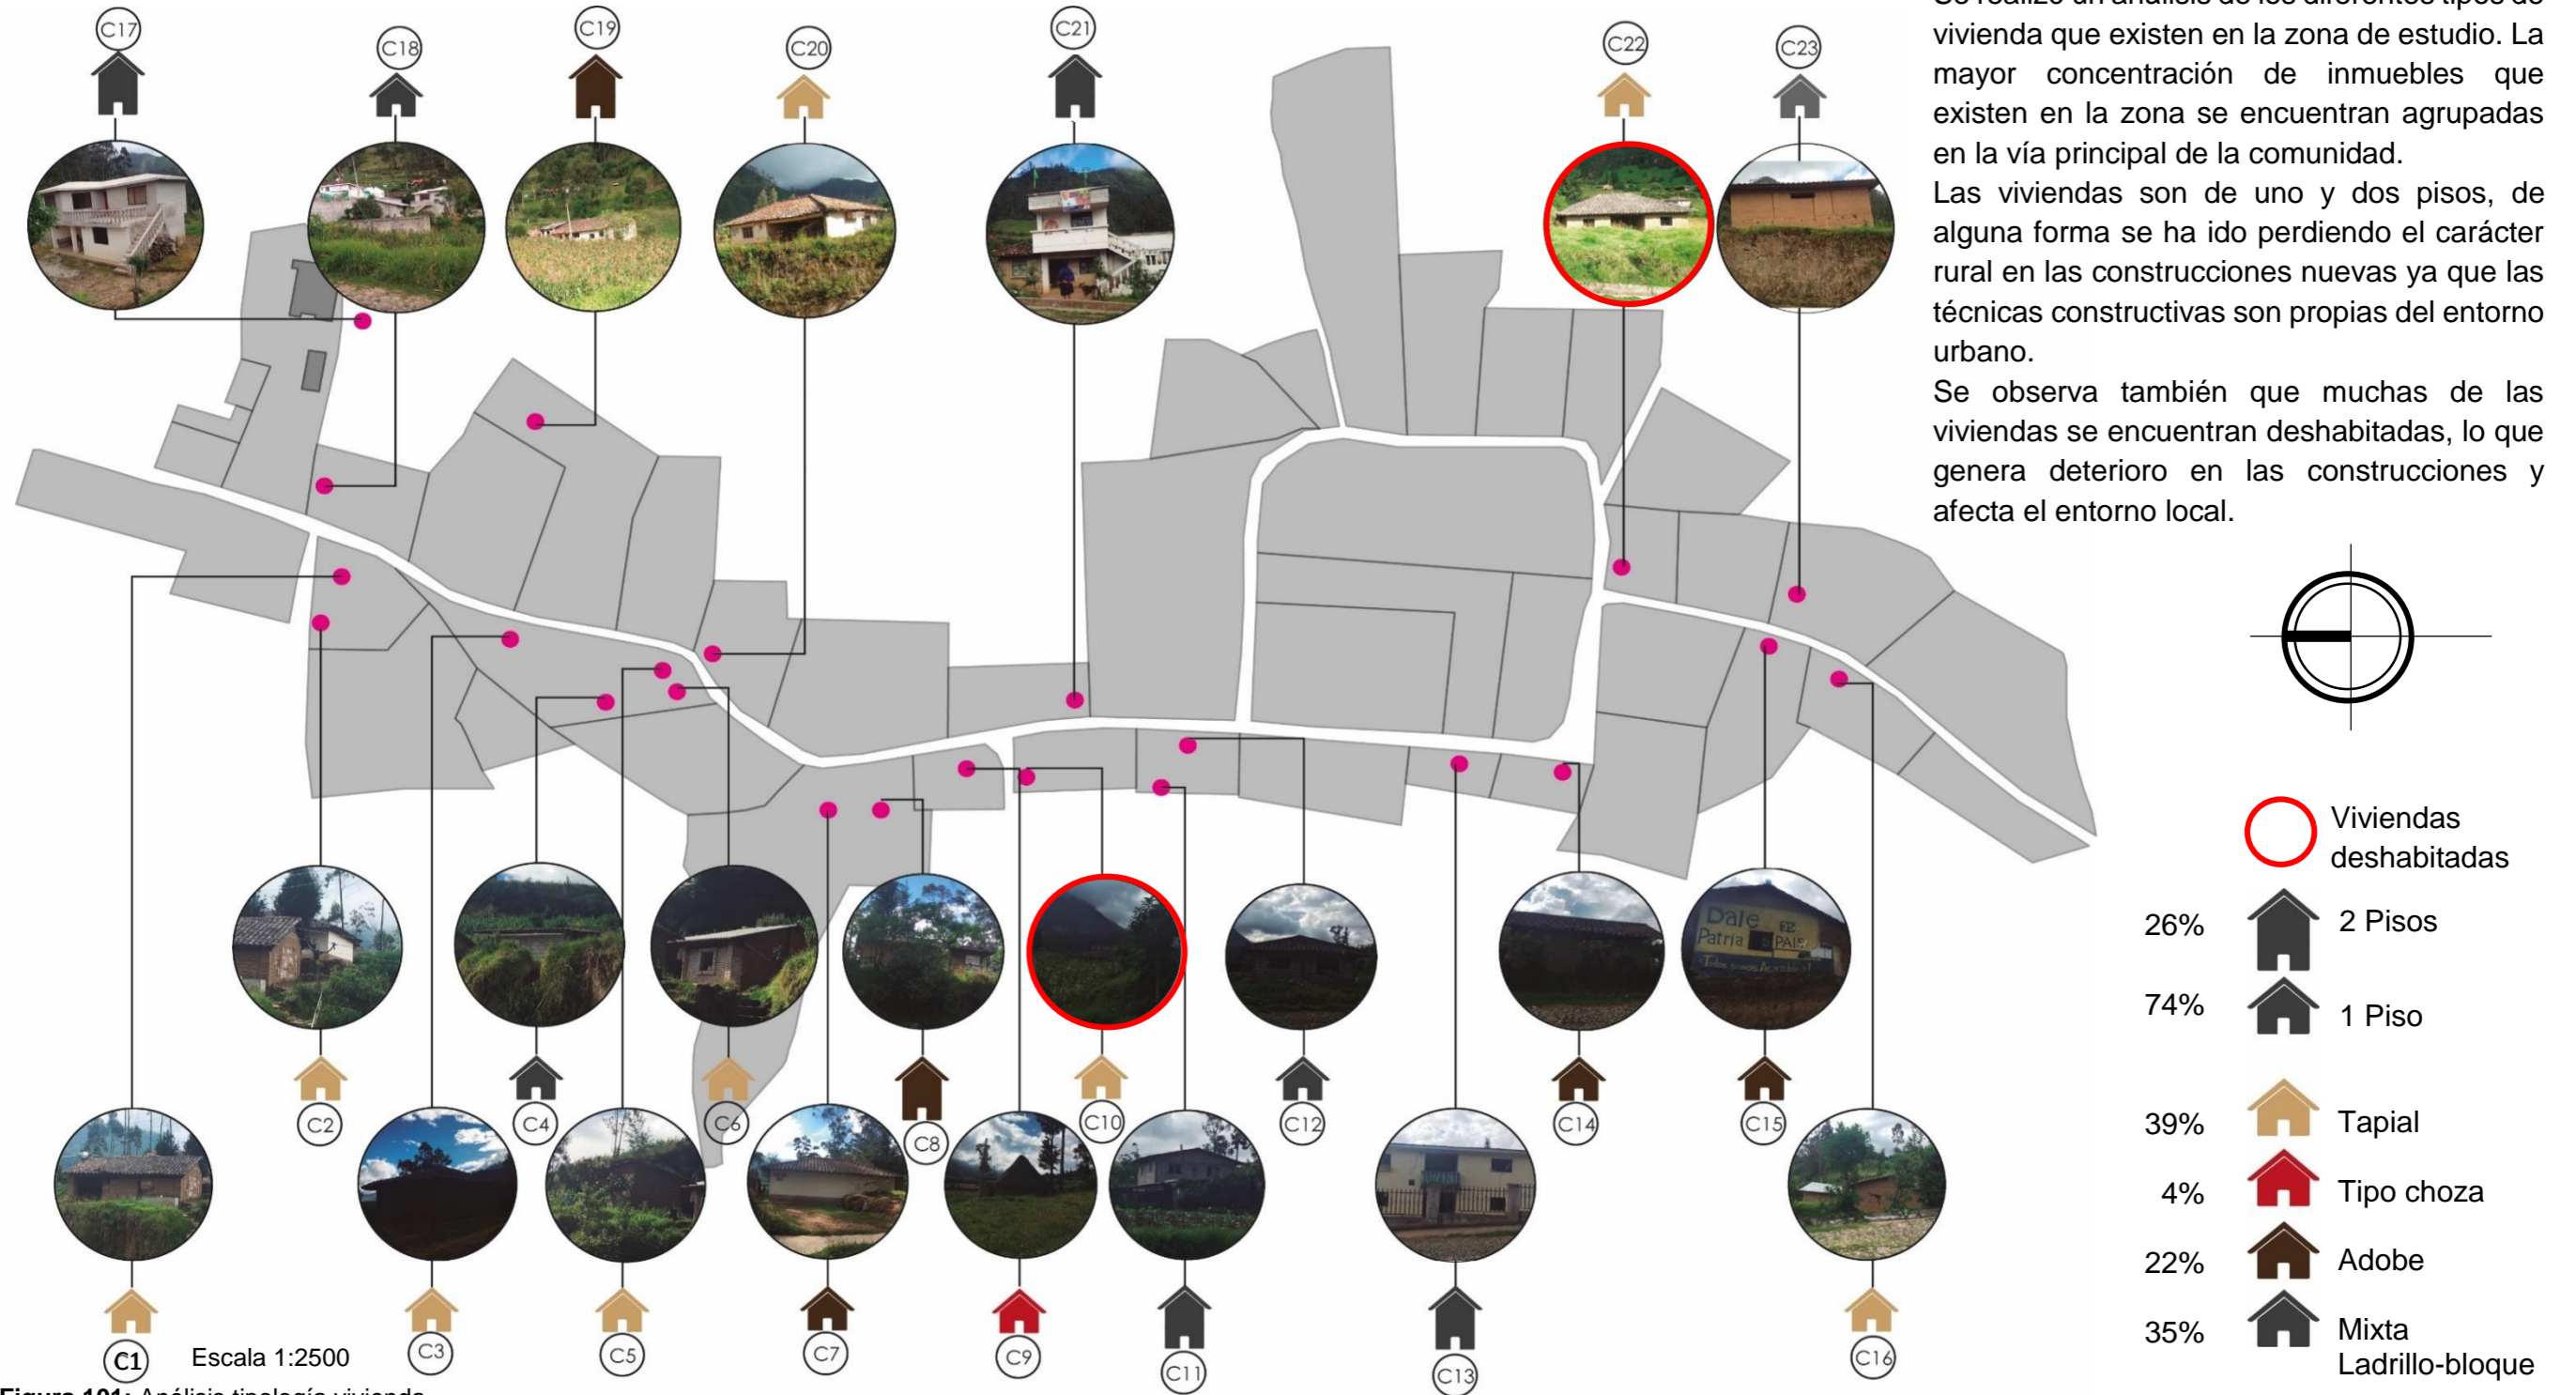 C17
C18
C19
C20
C21
C22
C23
Se realizó un análisis de los diferentes tipos de
vivienda que existen en la zona de estudio. La
mayor concentración de inmuebles que
existen en la zona se encuentran agrupadas
en la vía principal de la comunidad.
Las viviendas son de uno y dos pisos, de
alguna forma se ha ido perdiendo el carácter
rural en las construcciones nuevas ya que las
técnicas constructivas son propias del entorno
urbano.
Se observa también que muchas de las
viviendas se encuentran deshabitadas, lo que
genera deterioro en las construcciones y
afecta el entorno local.
Viviendas
deshabitadas
26% 2 Pisos
74% 1 Piso
39% Tapial
4% Tipo choza
22% Adobe
35% Mixta
Ladrillo-bloque
Dale 32
Patria PAIS
C2
C4
C6
C8
C10
C12
C14
C15
C1
C3
C5
C7
C9
C11
C13
C16
Escala 1:2500
Figura 101: Análisis tipología vivienda